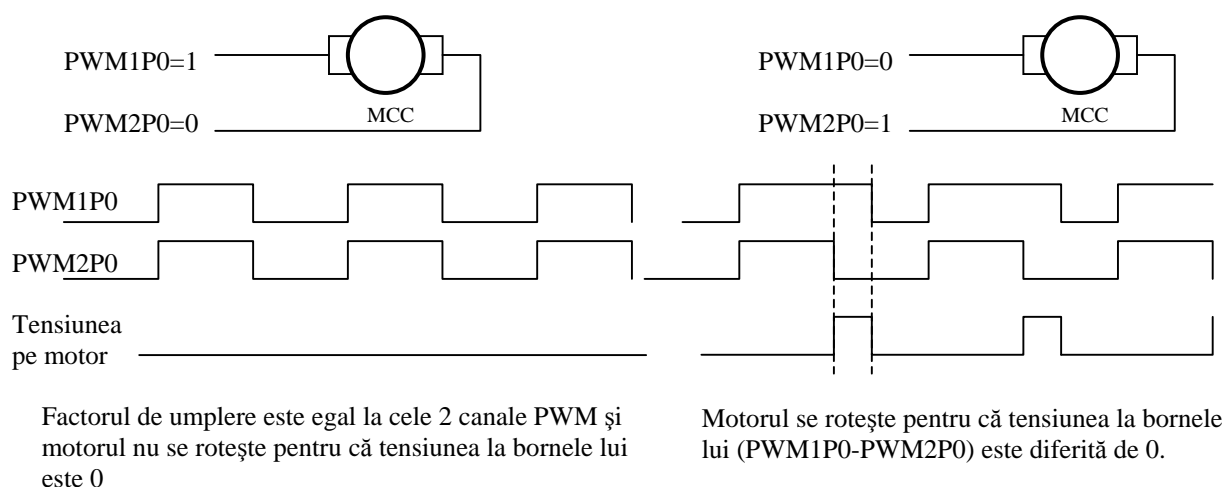 PWM1P0=1
MCC
PWM2P0=0
PWM1P0=0
MCC
PWM2P0=1
PWM1P0
PWM2P0
Tensiunea
pe motor
Factorul de umplere este egal la cele 2 canale PWM şi
motorul nu se roteşte pentru că tensiunea la bornele lui
este 0
Motorul se roteşte pentru că tensiunea la bornele
lui (PWM1P0-PWM2P0) este diferită de 0.